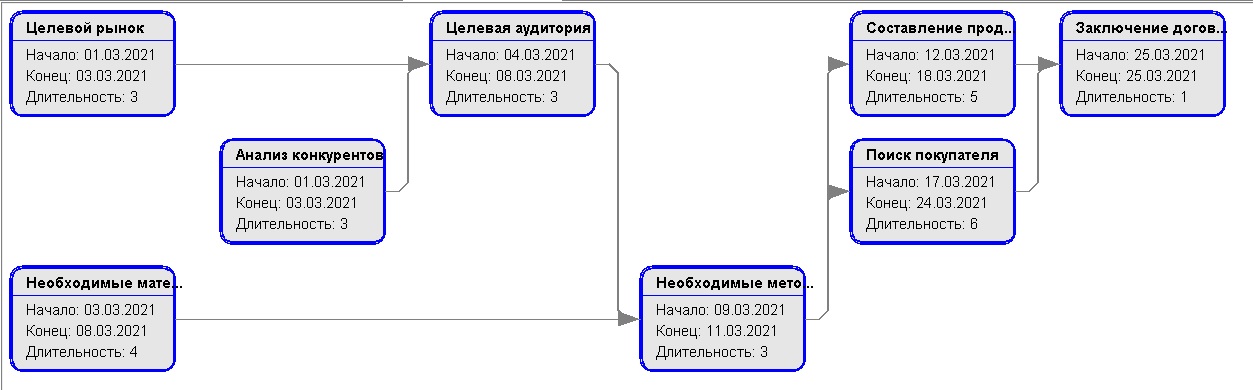 Целевой рынок
Начало: 01.03.2021
Конец: 03.03.2021
Длительность: 3
Целевая аудитория
Начало: 04.03.2021
Конец: 08.03.2021
Длительность: 3
Составление прод...
Начало: 12.03.2021
Конец: 18.03.2021
Длительность: 5
Заключение догов...
Начало: 25.03.2021
Конец: 25.03.2021
Длительность: 1
Анализ конкурентов
Начало: 01.03.2021
Конец: 03.03.2021
Длительность: 3
Поиск покупателя
Начало: 17.03.2021
Конец: 24.03.2021
Длительность: 6
Необходимые мате...
Начало: 03.03.2021
Конец: 08.03.2021
Длительность: 4
Необходимые мето...
Начало: 09.03.2021
Конец: 11.03.2021
Длительность: 3